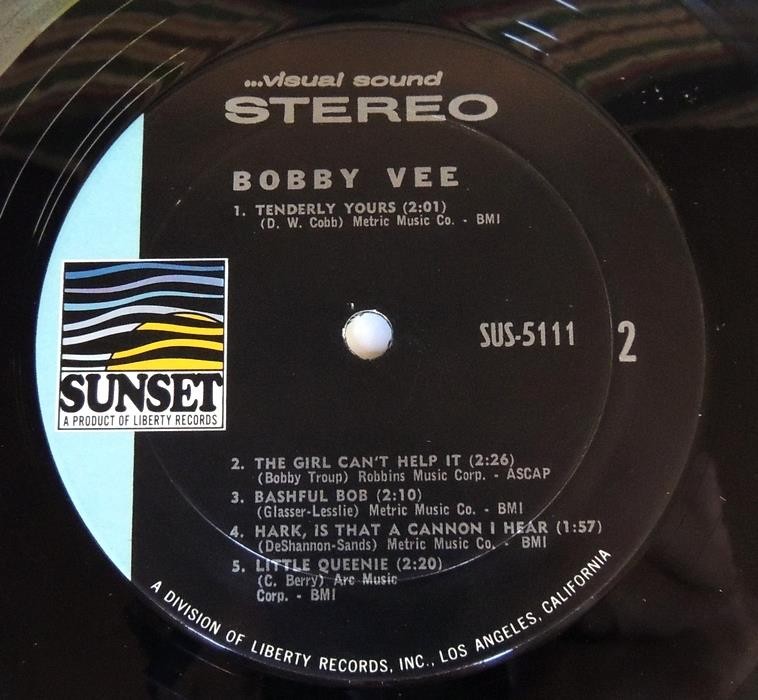 ...visual sound
STEREO
BOBBY VEE
1. TENDERLY YOURS (2:01)
(D. W. Cobb) Metric Music Co. - BMI
SUS-5111
2
SUNSET
A PRODUCT OF LIBERTY RECORDS
2. THE GIRL CAN'T HELP IT (2:26)
(Bobby Troup) Robbins Music Corp. - ASCAP
3. BASHFUL BOB (2:10)
(Glasser-Lesslie) Metric Music Co. - BMI
4. HARK, IS THAT A CANNON I HEAR (1:57)
(DeShannon-Sands) Metric Music Co. - BMI
5. LITTLE QUEENIE (2:20)
(C. Berry) Arc Music
Corp. - BMI
A DIVISION OF LIBERTY RECORDS, INC., LOS ANGELES, CALIFORNIA